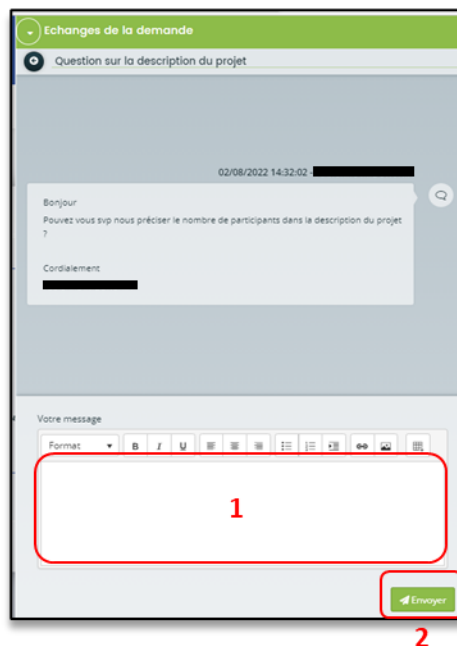 Echanges de la demande
Question sur la description du projet
02/08/2022 14:32:02 -
Bonjour
Pouvez vous svp nous préciser le nombre de participants dans la description du projet
?
Cordialement
Votre message
Format B I U
1
Envoyer
2